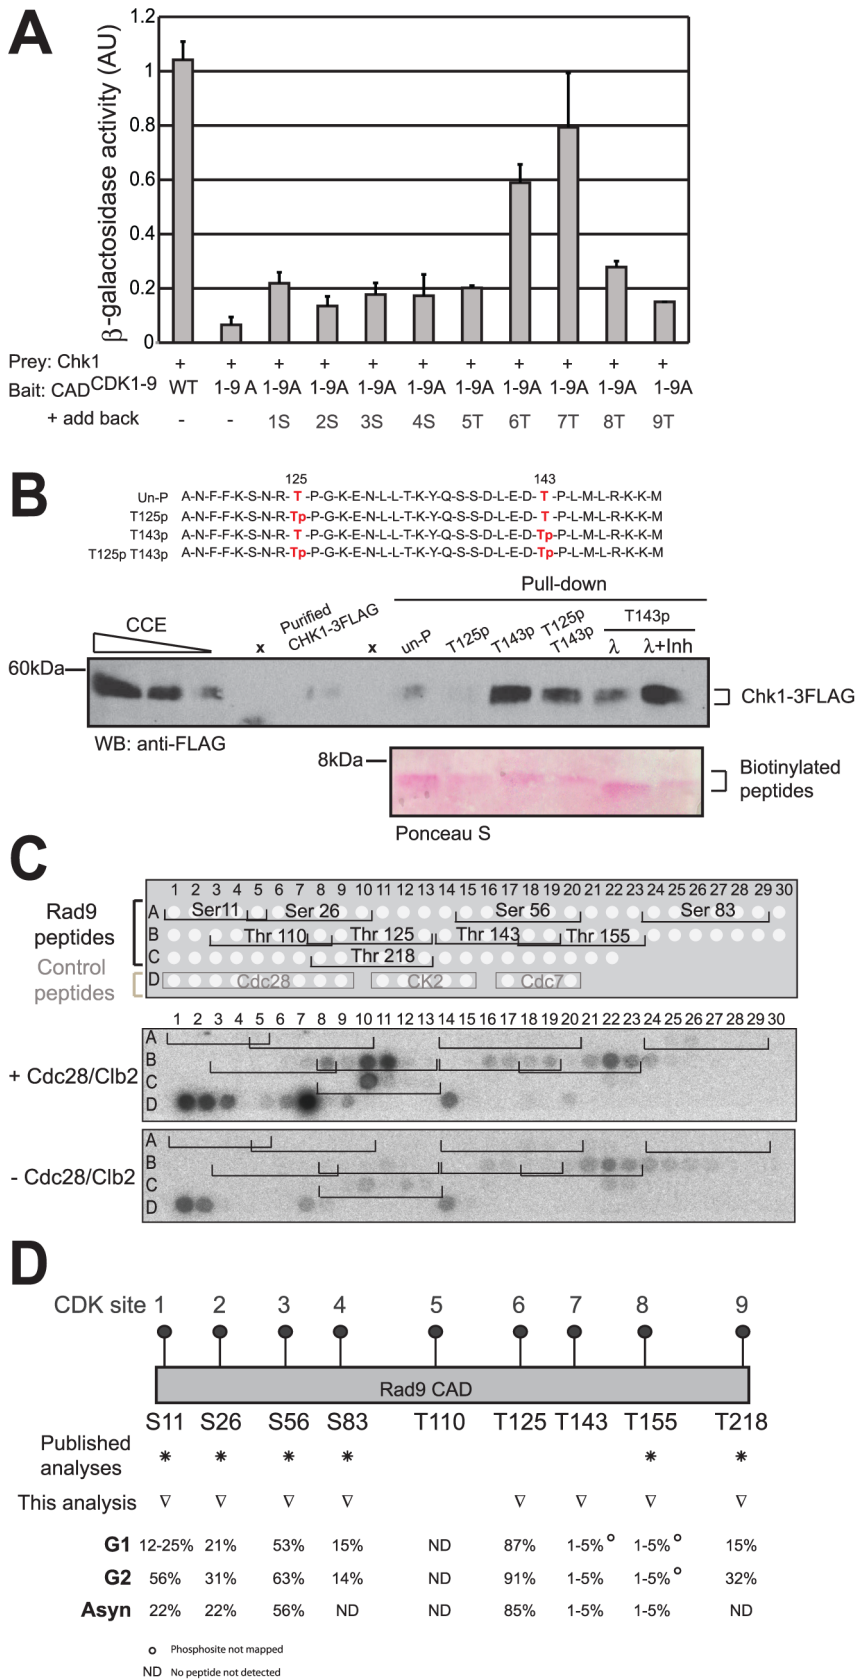 A
β-galactosidase activity (AU)
1.2
1
0.8
0.6
0.4
0.2
0
Prey: Chk1 + + + + + + + + + + +
Bait: CAD CDK1-9 WT 1-9 A 1-9A 1-9A 1-9A 1-9A 1-9A 1-9A 1-9A 1-9A 1-9A
+ add back - - 1S 2S 3S 4S 5T 6T 7T 8T 9T
B
125 143
Un-P A-N-F-F-K-S-N-R-T-P-G-K-E-N-L-L-T-K-Y-Q-S-S-D-L-E-D-T-P-L-M-L-R-K-K-M
T125p A-N-F-F-K-S-N-R-Tp-P-G-K-E-N-L-L-T-K-Y-Q-S-S-D-L-E-D-T-P-L-M-L-R-K-K-M
T143p A-N-F-F-K-S-N-R-T-P-G-K-E-N-L-L-T-K-Y-Q-S-S-D-L-E-D-Tp-P-L-M-L-R-K-K-M
T125p T143p A-N-F-F-K-S-N-R-Tp-P-G-K-E-N-L-L-T-K-Y-Q-S-S-D-L-E-D-Tp-P-L-M-L-R-K-K-M
Pull-down
CCE x Purified CHK1-3FLAG x un-P T125p T143p T125p T143p T143p
λ λ+Inh
60kDa
Chk1-3FLAG
WB: anti-FLAG
8kDa
Biotinylated peptides
Ponceau S
C
1 2 3 4 5 6 7 8 9 10 11 12 13 14 15 16 17 18 19 20 21 22 23 24 25 26 27 28 29 30
Rad9 peptides
A Ser11 Ser 26 Ser 56 Ser 83
B Thr 110 Thr 125 Thr 143 Thr 155
C Thr 218
Control peptides
D Cdc28 CK2 Cdc7
1 2 3 4 5 6 7 8 9 10 11 12 13 14 15 16 17 18 19 20 21 22 23 24 25 26 27 28 29 30
+ Cdc28/Clb2
A
B
C
D
- Cdc28/Clb2
A
B
C
D
D
CDK site 1 2 3 4 5 6 7 8 9
Rad9 CAD
S11 S26 S56 S83 T110 T125 T143 T155 T218
Published analyses * * * * * *
This analysis ∇ ∇ ∇ ∇ ∇ ∇ ∇ ∇
G1 12-25% 21% 53% 15% ND 87% 1-5%° 1-5%° 15%
G2 56% 31% 63% 14% ND 91% 1-5% 1-5%° 32%
Asyn 22% 22% 56% ND ND 85% 1-5% 1-5% ND
° Phosphosite not mapped
ND No peptide not detected